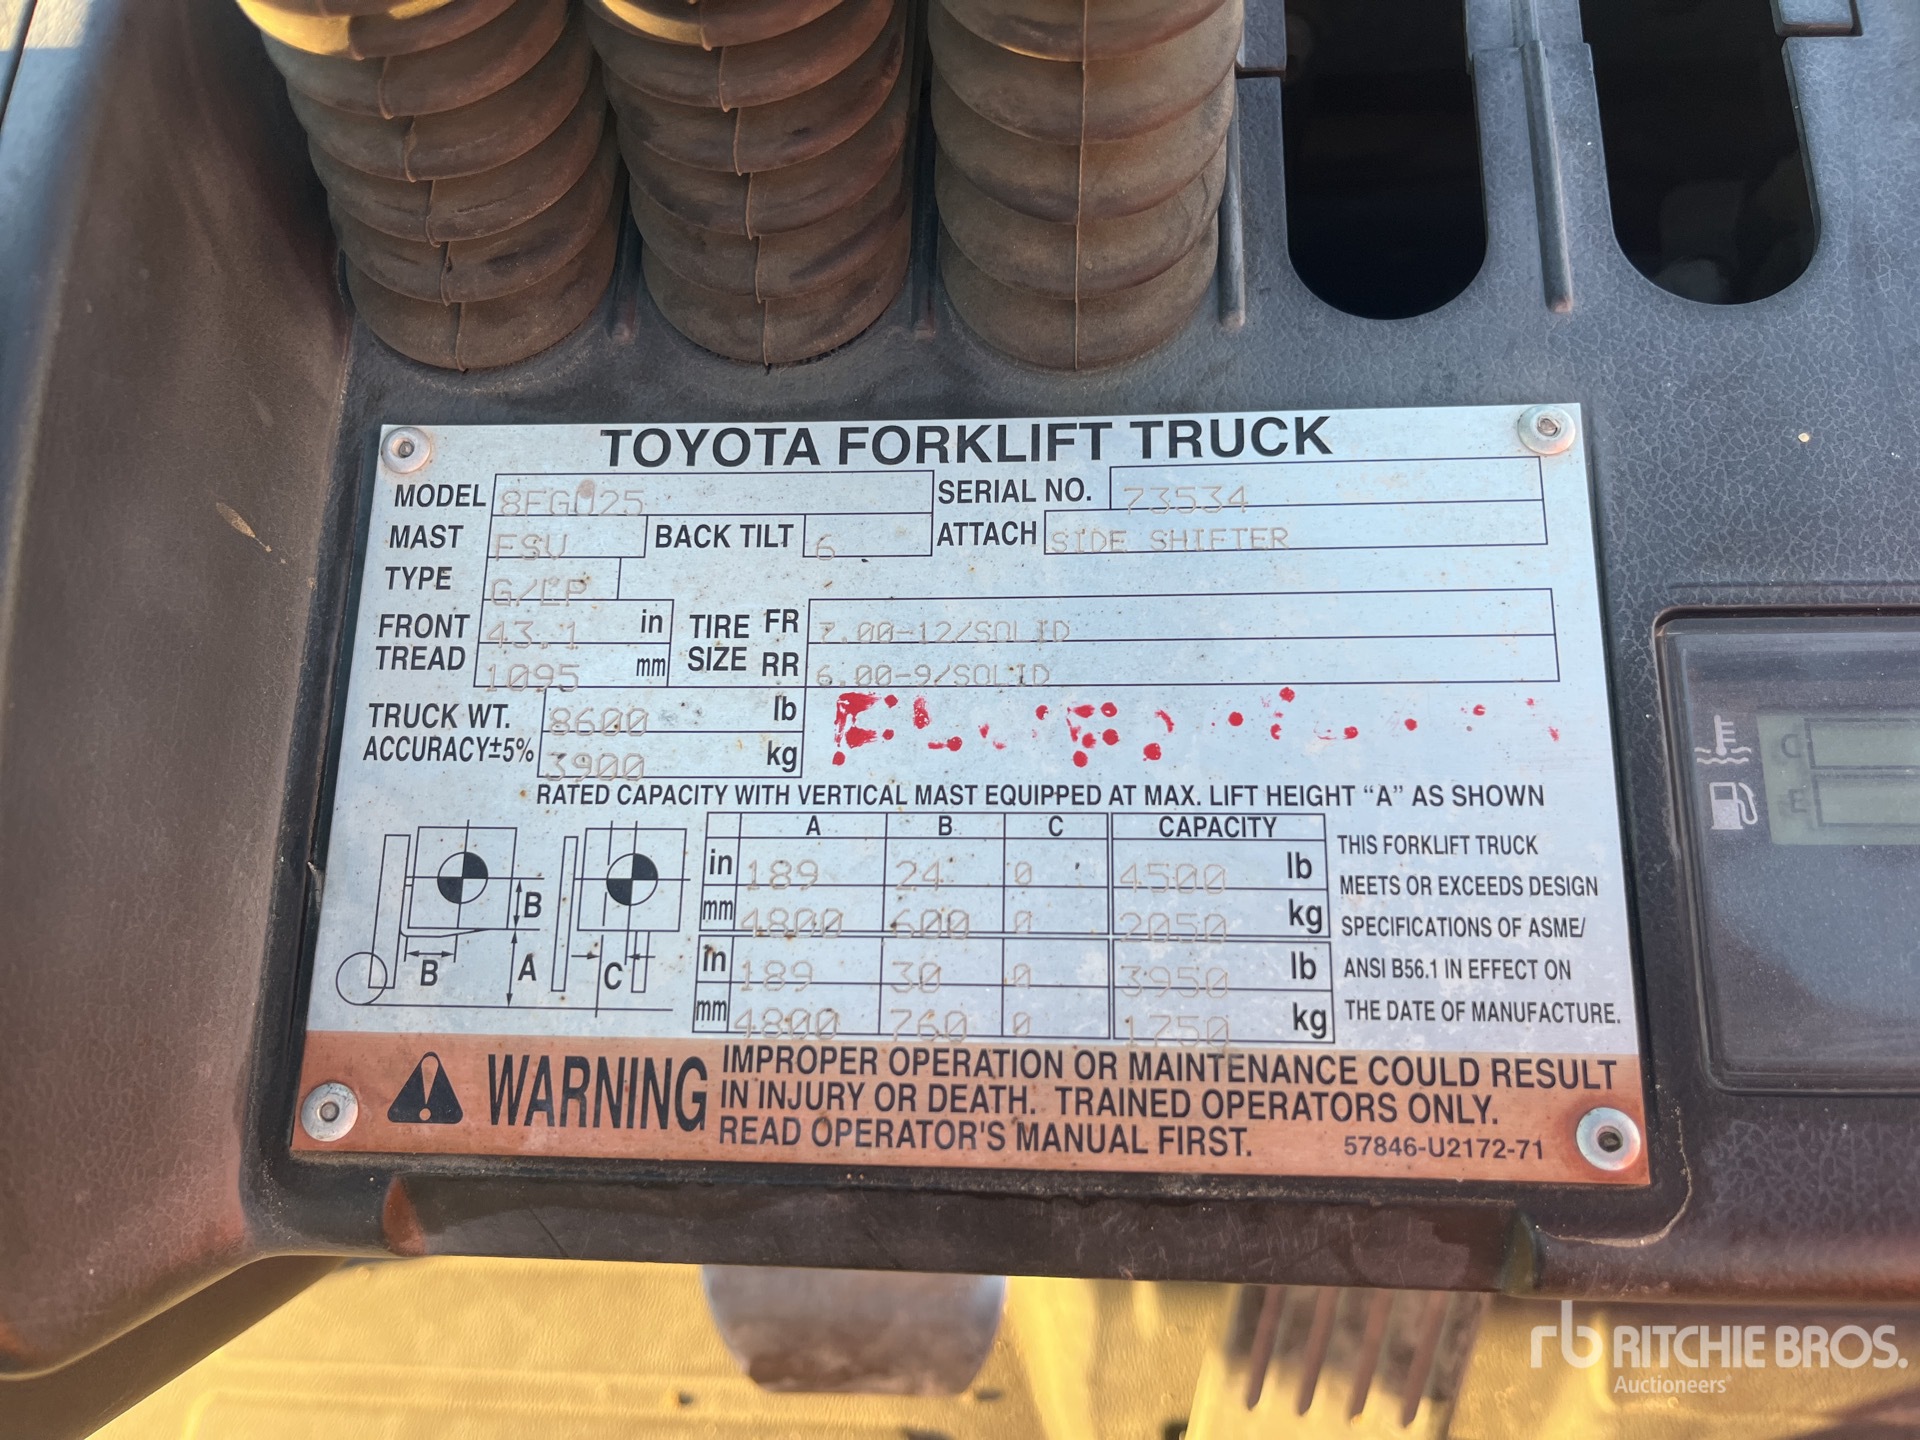 TOYOTA FORKLIFT TRUCK
MODEL 8FGU25 SERIAL NO. 73534
MAST FSV BACK TILT 6 ATTACH SIDE SHIFTER
TYPE G/LP
FRONT TREAD 43.1 in 1095 mm
TIRE SIZE FR 7.00-12/SOLID
RR 6.00-9/SOLID
TRUCK WT. 8600 lb
ACCURACY±5% 3900 kg
RATED CAPACITY WITH VERTICAL MAST EQUIPPED AT MAX. LIFT HEIGHT "A" AS SHOWN
A B C CAPACITY
in 189 24 0 4500 lb
mm 4800 600 0 2050 kg
in 189 30 0 3950 lb
mm 4800 760 0 1750 kg
B
B
A
C
THIS FORKLIFT TRUCK
MEETS OR EXCEEDS DESIGN
SPECIFICATIONS OF ASME/
ANSI B56.1 IN EFFECT ON
THE DATE OF MANUFACTURE.
WARNING
IMPROPER OPERATION OR MAINTENANCE COULD RESULT
IN INJURY OR DEATH. TRAINED OPERATORS ONLY.
READ OPERATOR'S MANUAL FIRST. 57846-U2172-71
C
E
rb RITCHIE BROS.
Auctioneers